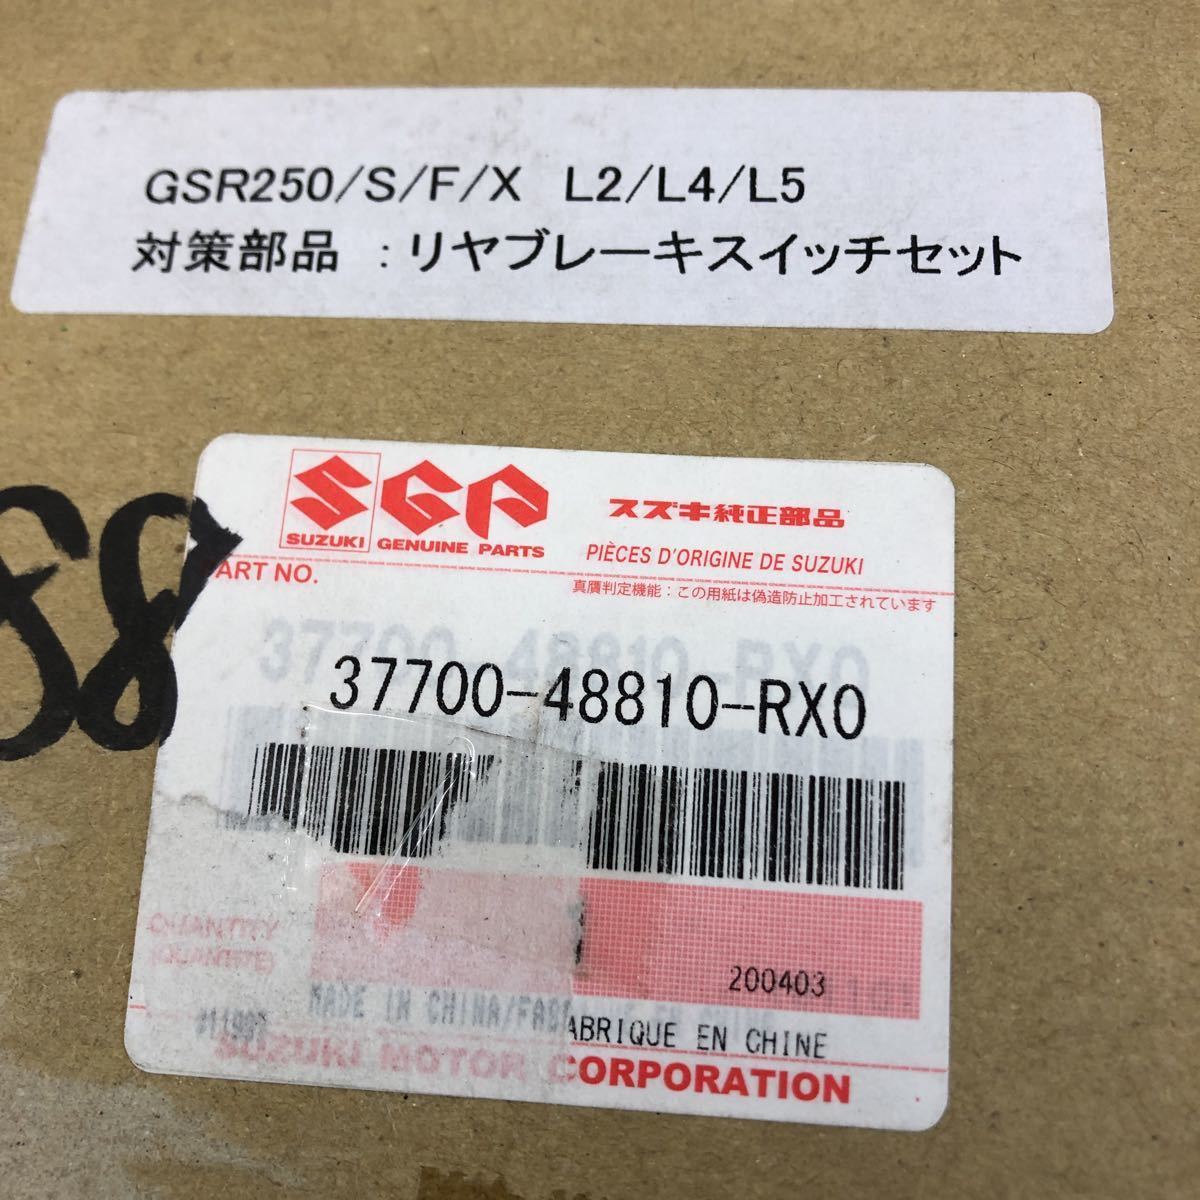 GSR250/S/F/X L2/L4/L5
対策部品 :リヤブレーキスイッチセット
SGP
SUZUKI GENUINE PARTS
スズキ純正部品
PIÈCES D'ORIGINE DE SUZUKI
ART NO.
真贋判定機能:この用紙は偽造防止加工されています
37700-48810-RX0
37700-48810-RX0
QUANTITY
(QUANTITE)
200403
MADE IN CHINA/FAB
ABRIQUE EN CHINE
SUZUKI MOTOR CORPORATION